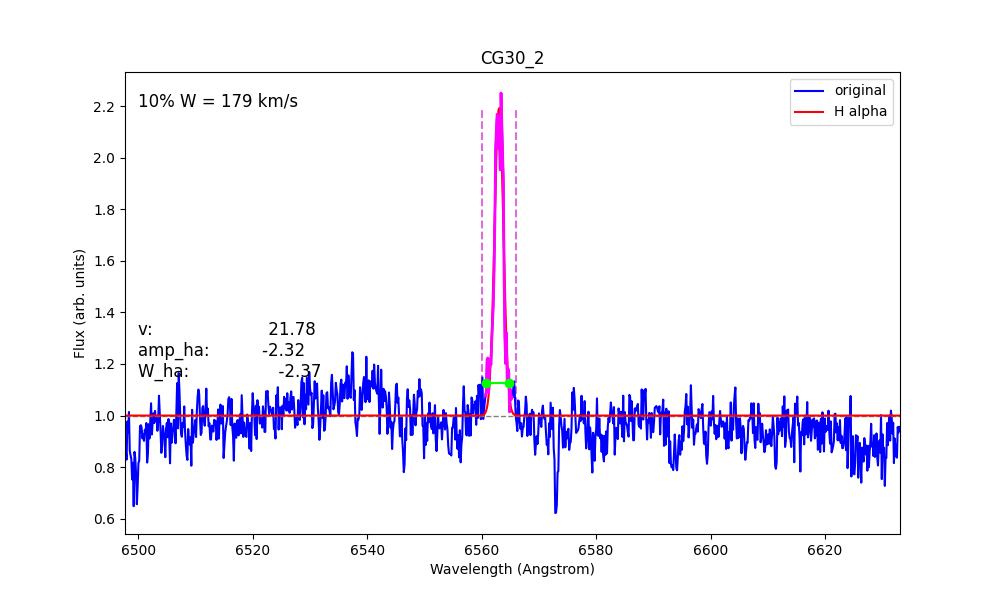 CG30_2
10% W = 179 km/s
original
H alpha
v: 21.78
amp_ha: -2.32
W_ha: -2.37
Flux (arb. units)
2.2
2.0
1.8
1.6
1.4
1.2
1.0
0.8
0.6
6500 6520 6540 6560 6580 6600 6620
Wavelength (Angstrom)